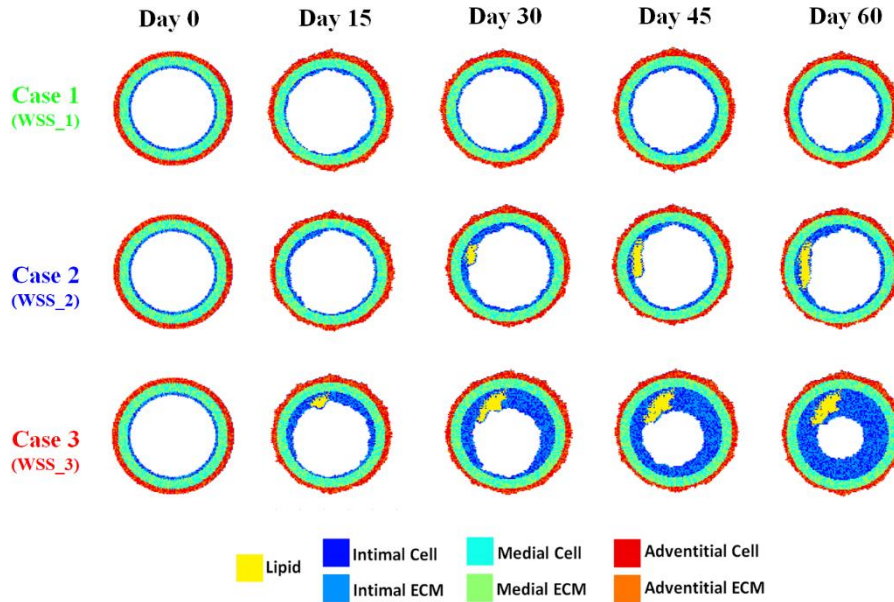 Day 0 Day 15 Day 30 Day 45 Day 60
Case 1
(WSS_1)
Case 2
(WSS_2)
Case 3
(WSS_3)
Lipid
Intimal Cell Medial Cell Adventitial Cell
Intimal ECM Medial ECM Adventitial ECM